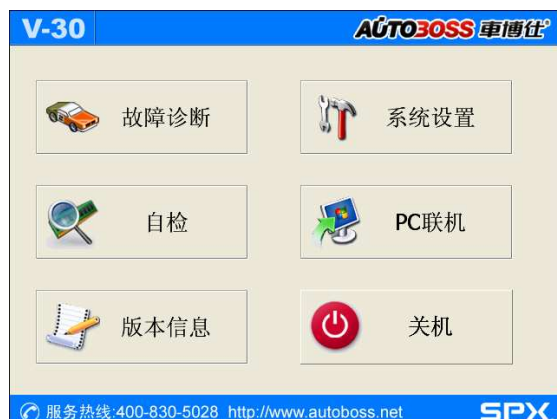 V-30
AUTOBOSS 車博仕
故障诊断
系统设置
自检
PC联机
版本信息
关机
服务热线:400-830-5028 http://www.autoboss.net
SPX